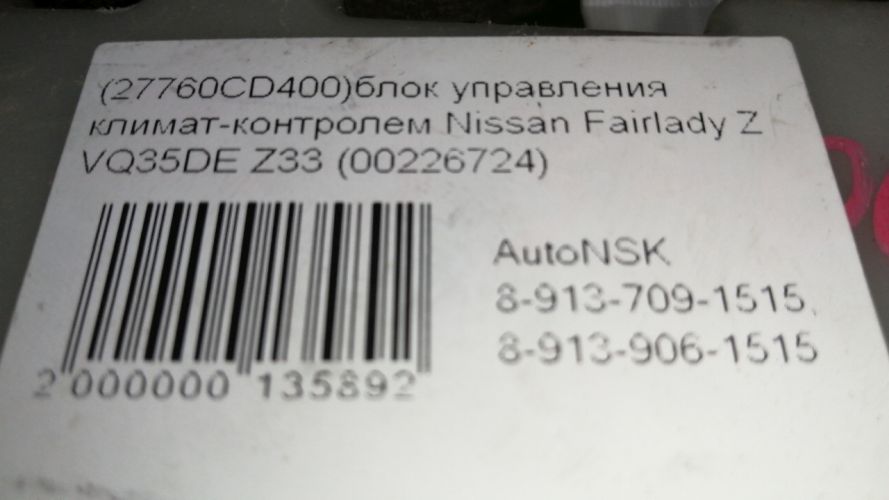 (27760CD400)блок управления
климат-контролем Nissan Fairlady Z
VQ35DE Z33 (00226724)
AutoNSK
8-913-709-1515,
8-913-906-1515
2 000000 135892